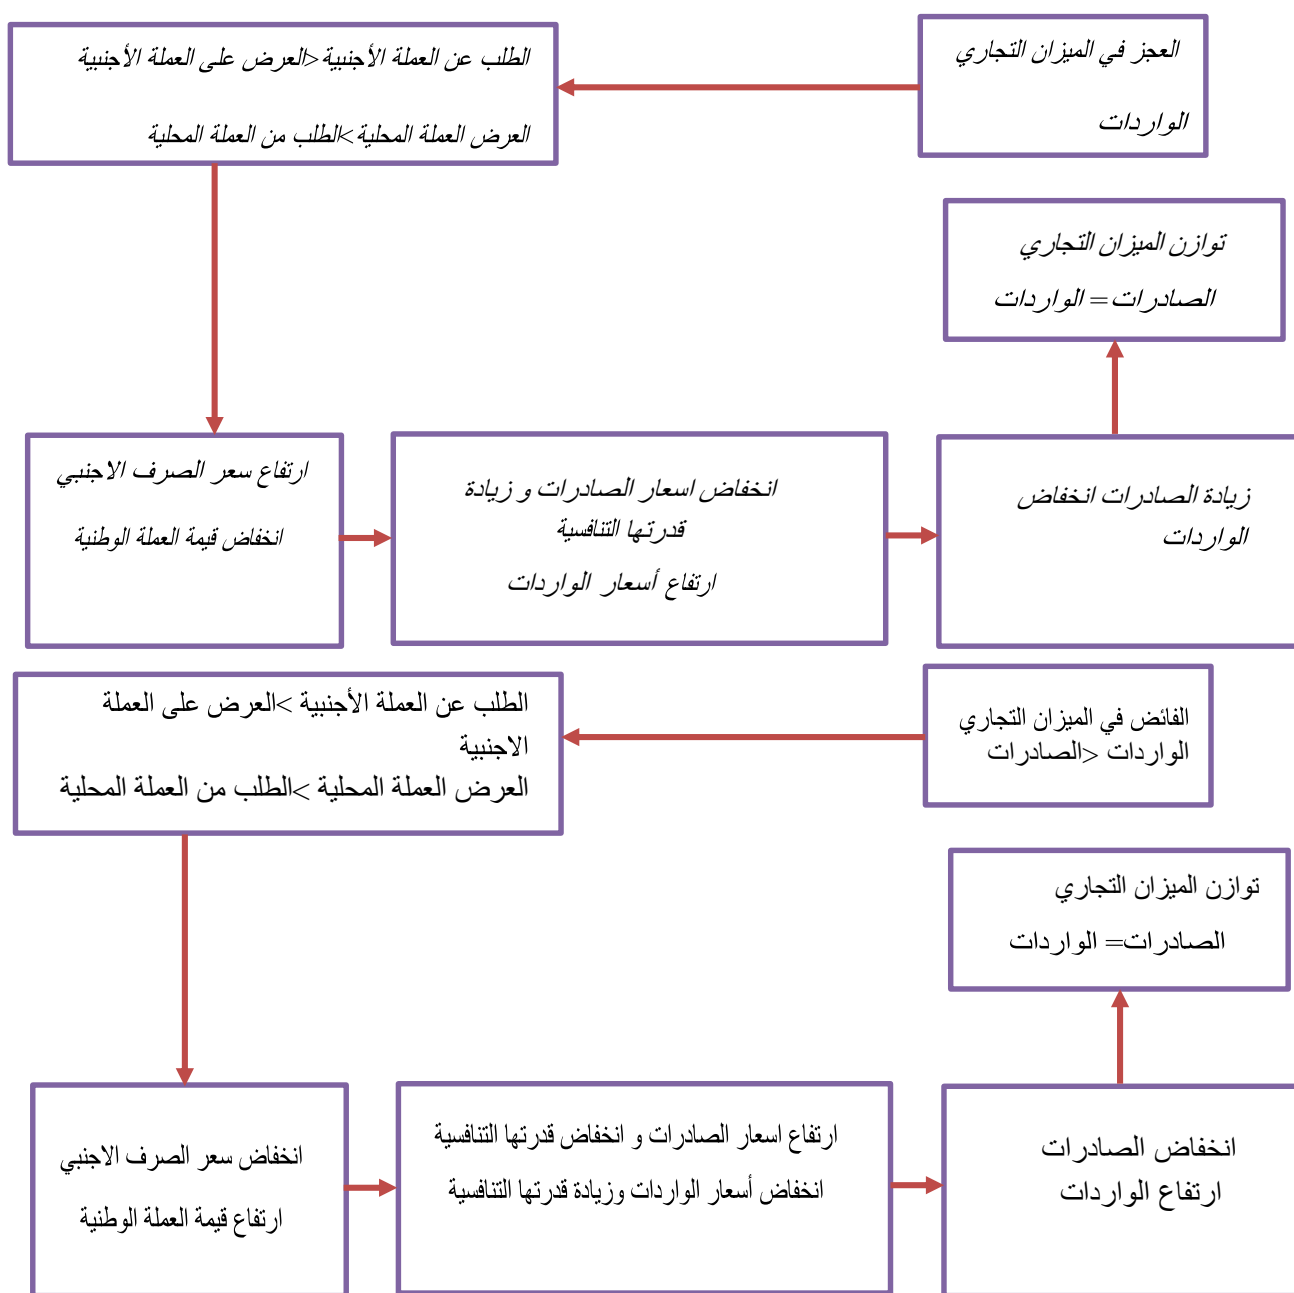 العجز في الميزان التجاري
الواردات
الطلب عن العملة الأجنبية>العرض على العملة الأجنبية
العرض العملة المحلية<الطلب من العملة المحلية
توازن الميزان التجاري
الصادرات= الواردات
ارتفاع سعر الصرف الاجنبي
انخفاض قيمة العملة الوطنية
انخفاض اسعار الصادرات و زيادة
قدرتها التنافسية
ارتفاع أسعار الواردات
زيادة الصادرات انخفاض
الواردات
الفائض في الميزان التجاري
الواردات >الصادرات
الطلب عن العملة الأجنبية <العرض على العملة
الاجنبية
العرض العملة المحلية <الطلب من العملة المحلية
توازن الميزان التجاري
الصادرات= الواردات
انخفاض سعر الصرف الاجنبي
ارتفاع قيمة العملة الوطنية
ارتفاع اسعار الصادرات و انخفاض قدرتها التنافسية
انخفاض أسعار الواردات وزيادة قدرتها التنافسية
انخفاض الصادرات
ارتفاع الواردات